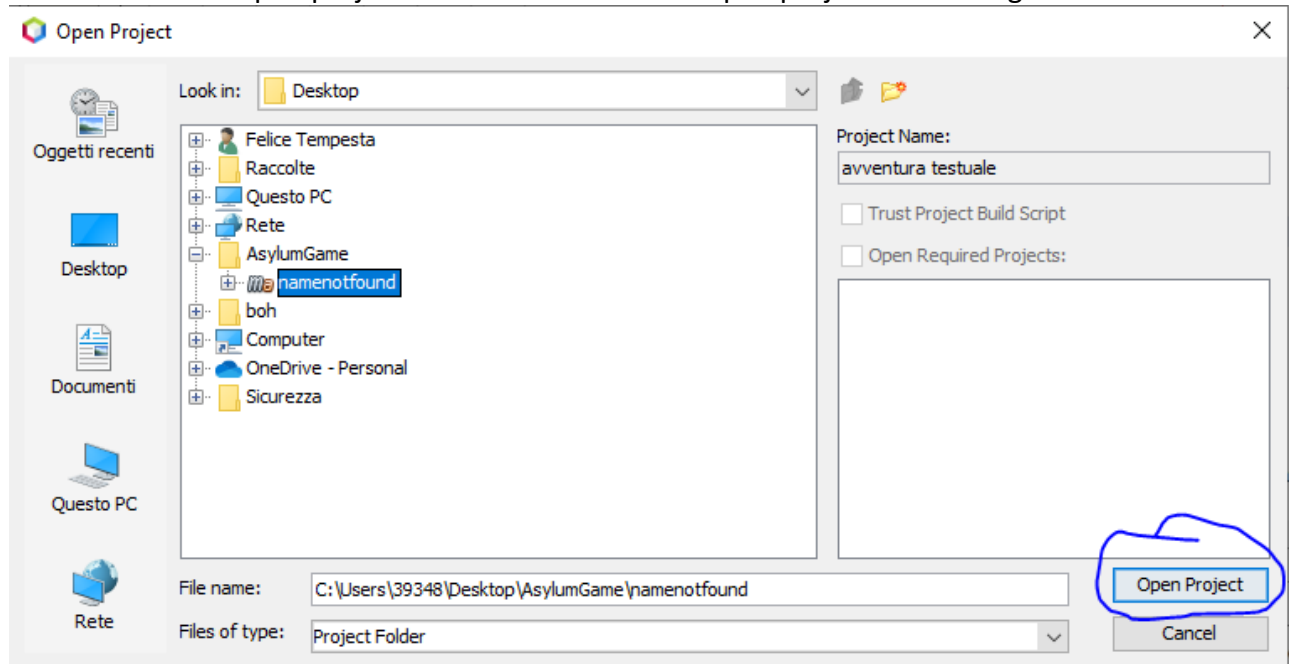 Open Project
Look in:
Desktop
Oggetti recenti
Desktop
Documenti
Questo PC
Rete
Felice Tempesta
Raccolte
Questo PC
Rete
AsylumGame
namenotfound
boh
Computer
OneDrive - Personal
Sicurezza
Project Name:
avventura testuale
Trust Project Build Script
Open Required Projects:
File name:
C:\Users\39348\Desktop\AsylumGame\namenotfound
Open Project
Files of type:
Project Folder
Cancel